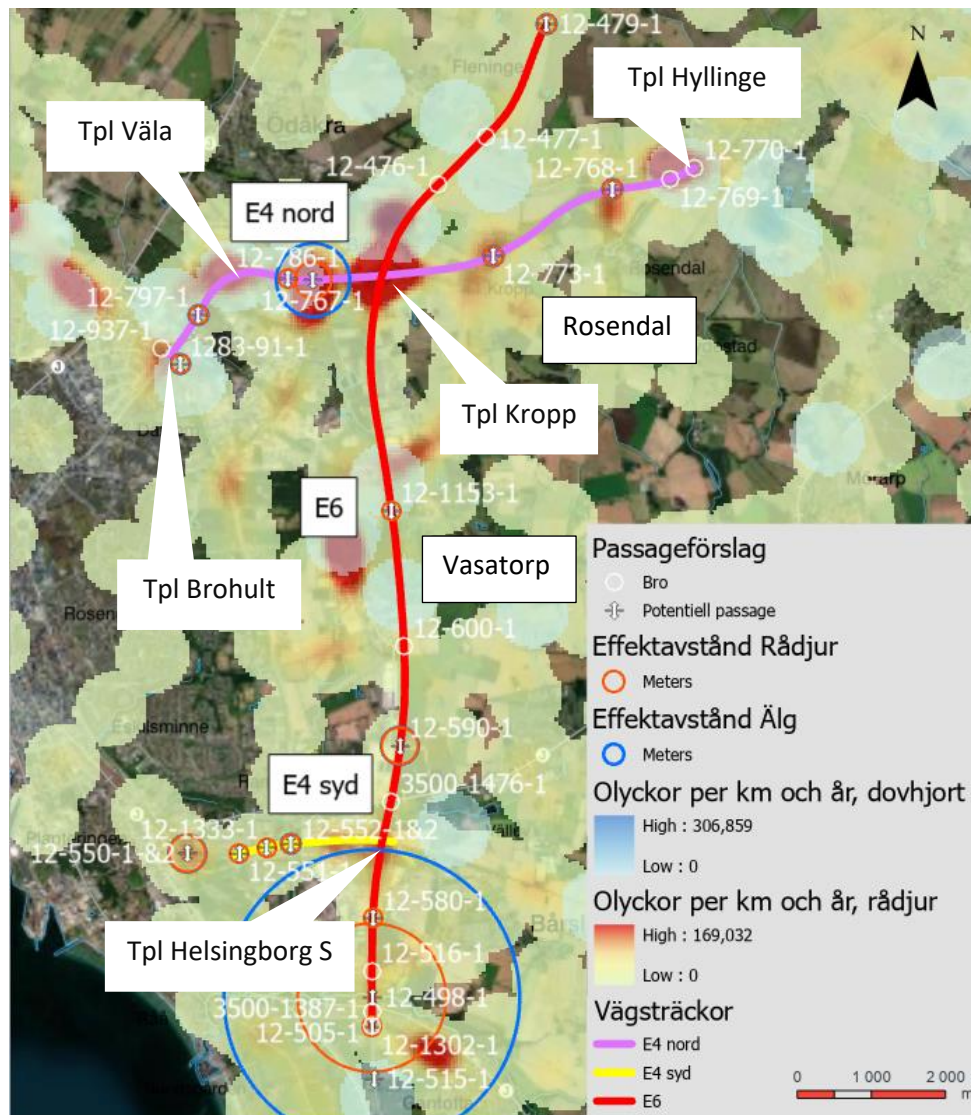 12-479-1
N
Fleninge
Tpl Hyllinge
Ödåkra
Tpl Väla
12-477-1
12-476-1
12-768-1
12-770-1
12-769-1
E4 nord
12-786-1
12-767-1
12-773-1
Rosendal
Kropp
12-797-1
12-937-1
1283-91-1
Rosendal
Tpl Kropp
Mörarp
E6
12-1153-1
Vasatorp
Tpl Brohult
12-600-1
12-590-1
E4 syd
3500-1476-1
12-1333-1
12-552-1&2
12-550-1-&2
12-551-1
12-580-1
Tpl Helsingborg S
12-516-1
12-498-1
3500-1387-1
12-505-1
12-1302-1
12-515-1
Passageförslag
Bro
Potentiell passage
Effektavstånd Rådjur
Meters
Effektavstånd Älg
Meters
Olyckor per km och år, dovhjort
High : 306,859
Low : 0
Olyckor per km och år, rådjur
High : 169,032
Low : 0
Vägsträckor
E4 nord
E4 syd
E6
0 1 000 2 000
m